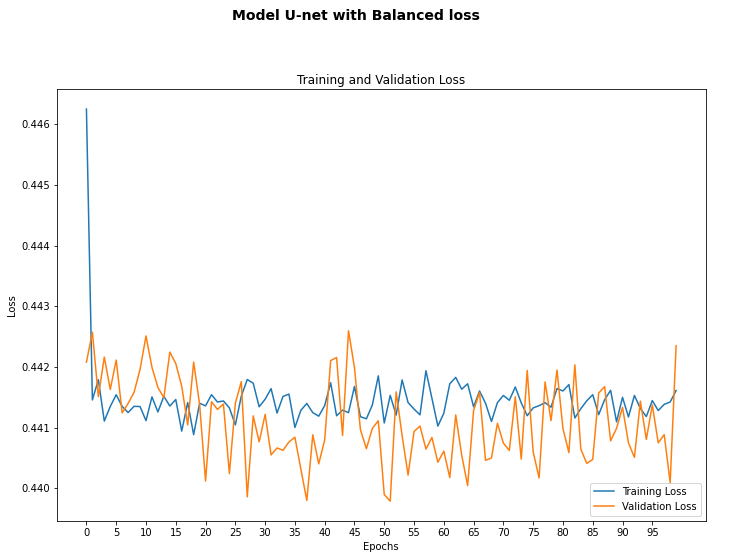 Model U-net with Balanced loss
Training and Validation Loss
0.446
0.445
0.444
0.443
0.442
0.441
0.440
Loss
0 5 10 15 20 25 30 35 40 45 50 55 60 65 70 75 80 85 90 95
Epochs
Training Loss
Validation Loss